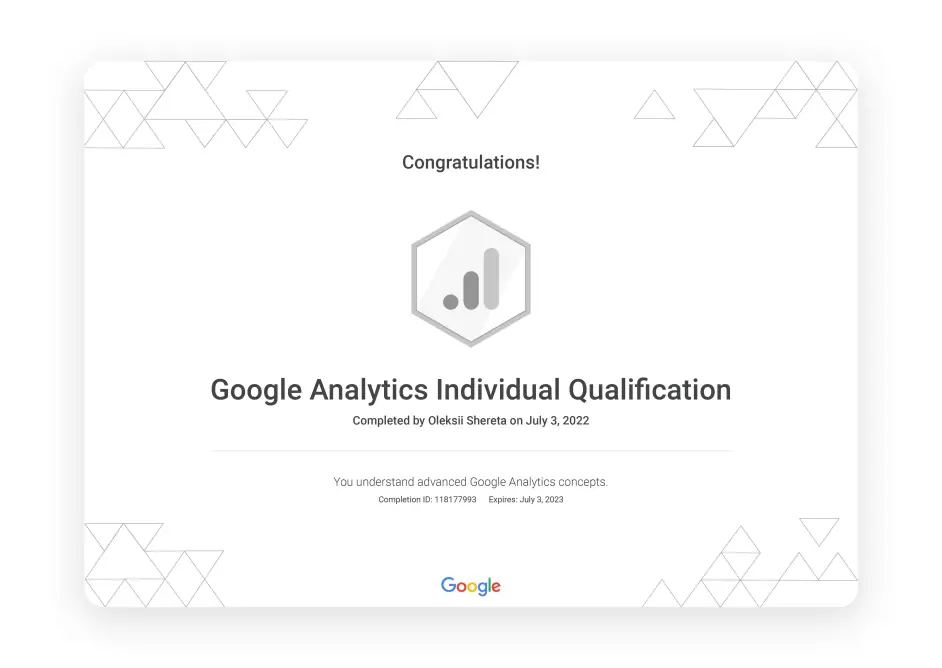 Congratulations!
Google Analytics Individual Qualification
Completed by Oleksii Shereta on July 3, 2022
You understand advanced Google Analytics concepts.
Completion ID: 118177993 Expires: July 3, 2023
Google